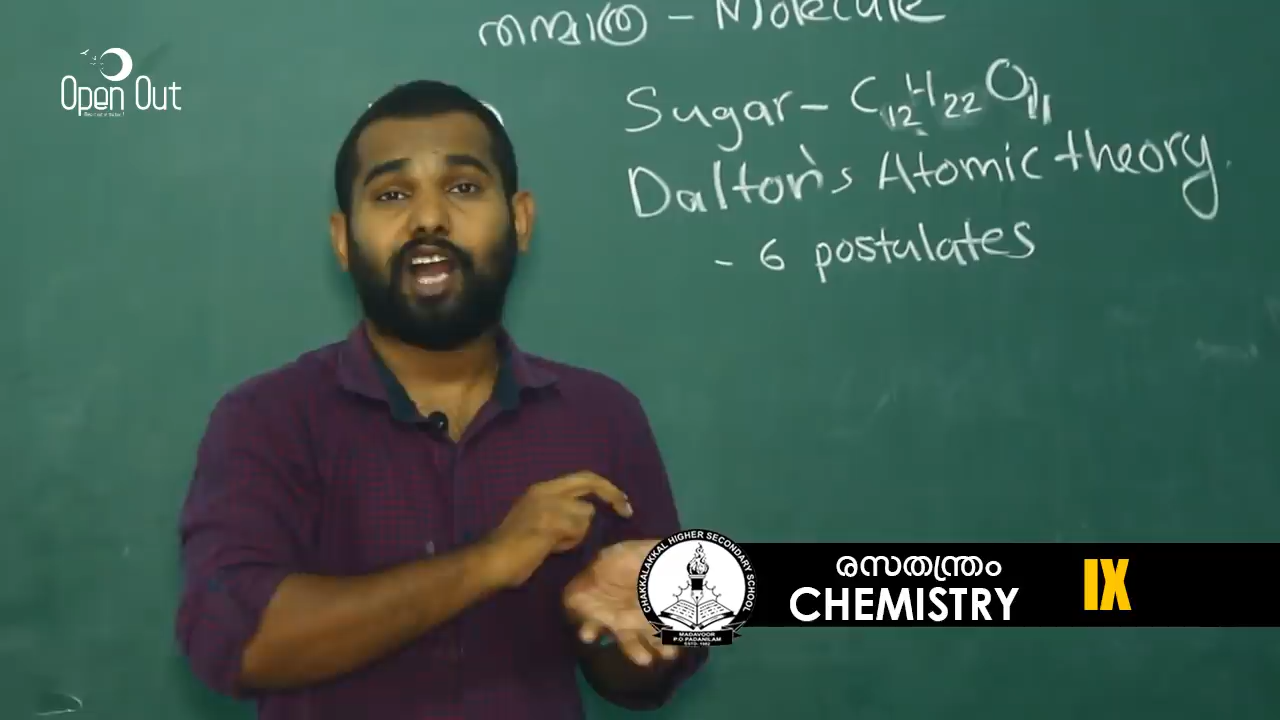 തന്മാത്ര - Molecule
Open Out
Sugar - C12H22O11
Dalton's Atomic theory.
- 6 postulates
CHAKKALAKKAL HIGHER SECONDARY SCHOOL
MADAVOOR
P.O PADANILAM
രസതന്ത്രം
CHEMISTRY
IX